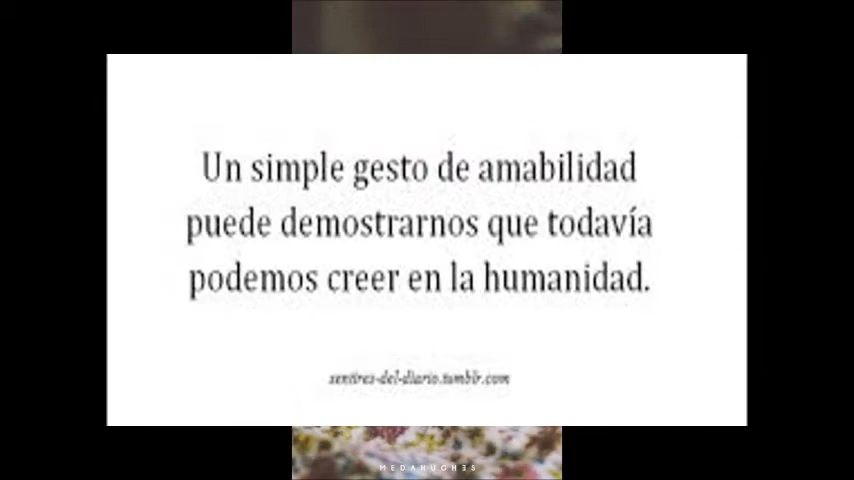 Un simple gesto de amabilidad
puede demostrarnos que todavía
podemos creer en la humanidad.
sentires-del-diario.tumblr.com
MEDAHUGHES